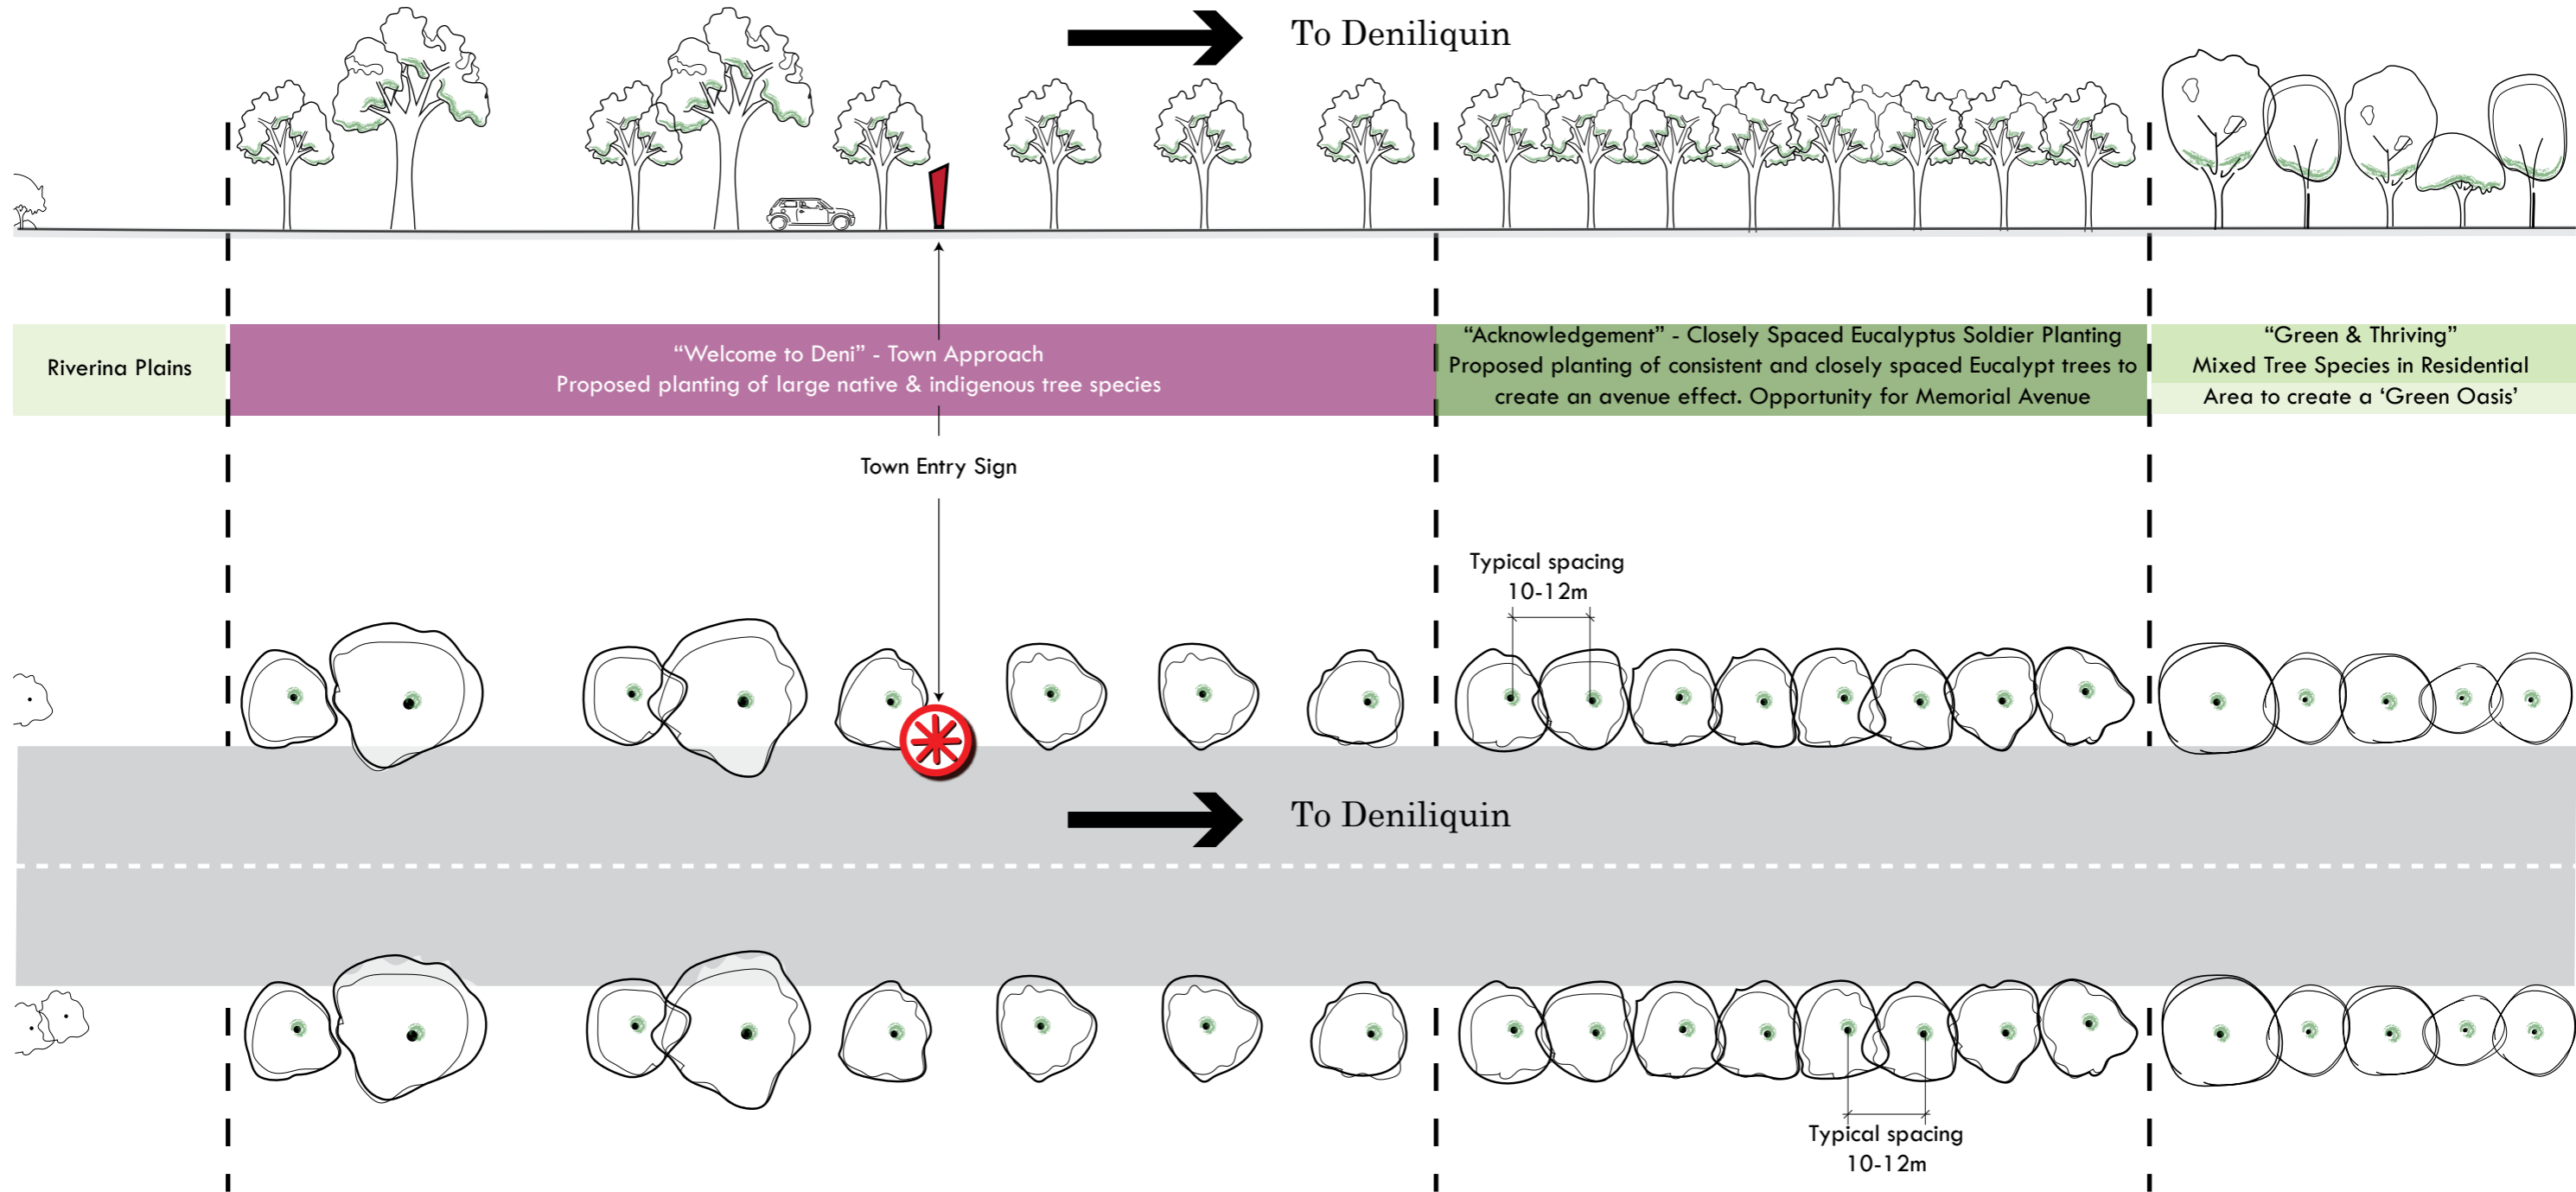 To Deniliquin
Riverina Plains
“Welcome to Deni” - Town Approach
Proposed planting of large native & indigenous tree species
“Acknowledgement” - Closely Spaced Eucalyptus Soldier Planting
Proposed planting of consistent and closely spaced Eucalypt trees to
create an avenue effect. Opportunity for Memorial Avenue
“Green & Thriving”
Mixed Tree Species in Residential
Area to create a ‘Green Oasis’
Town Entry Sign
Typical spacing
10-12m
To Deniliquin
Typical spacing
10-12m